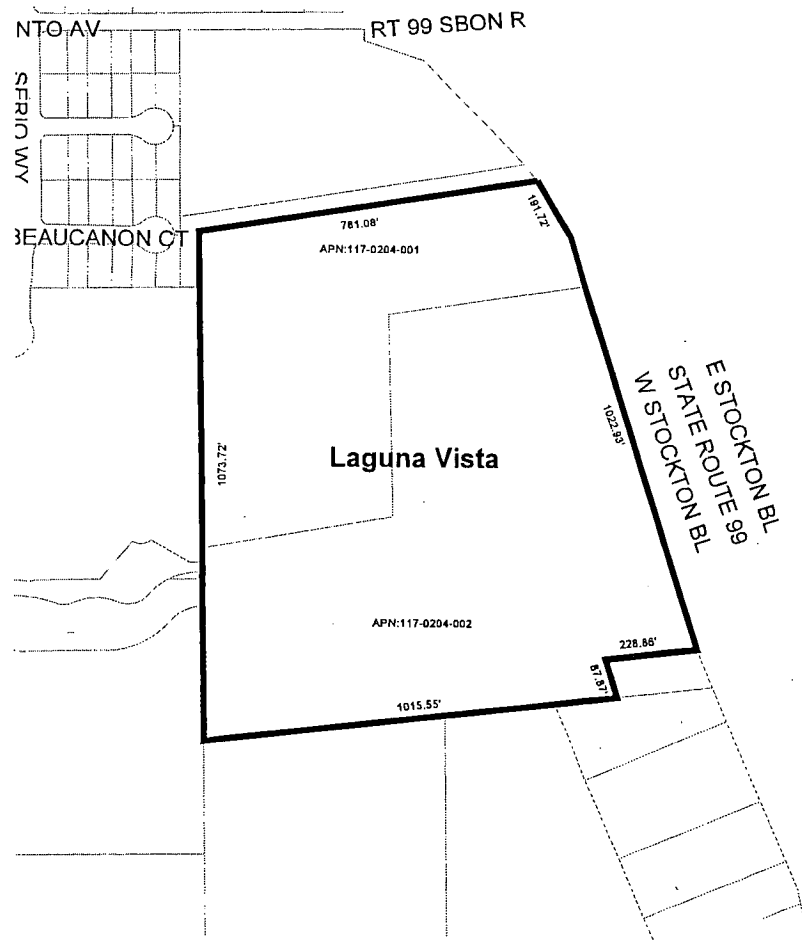 NTO AV
RT 99 SBON R
SERIO WY
BEAUCANON CT
781.08'
191.72'
APN:117-0204-001
1073.72'
Laguna Vista
1022.93'
E STOCKTON BL
STATE ROUTE 99
W STOCKTON BL
APN:117-0204-002
228.86'
87.87'
1015.55'